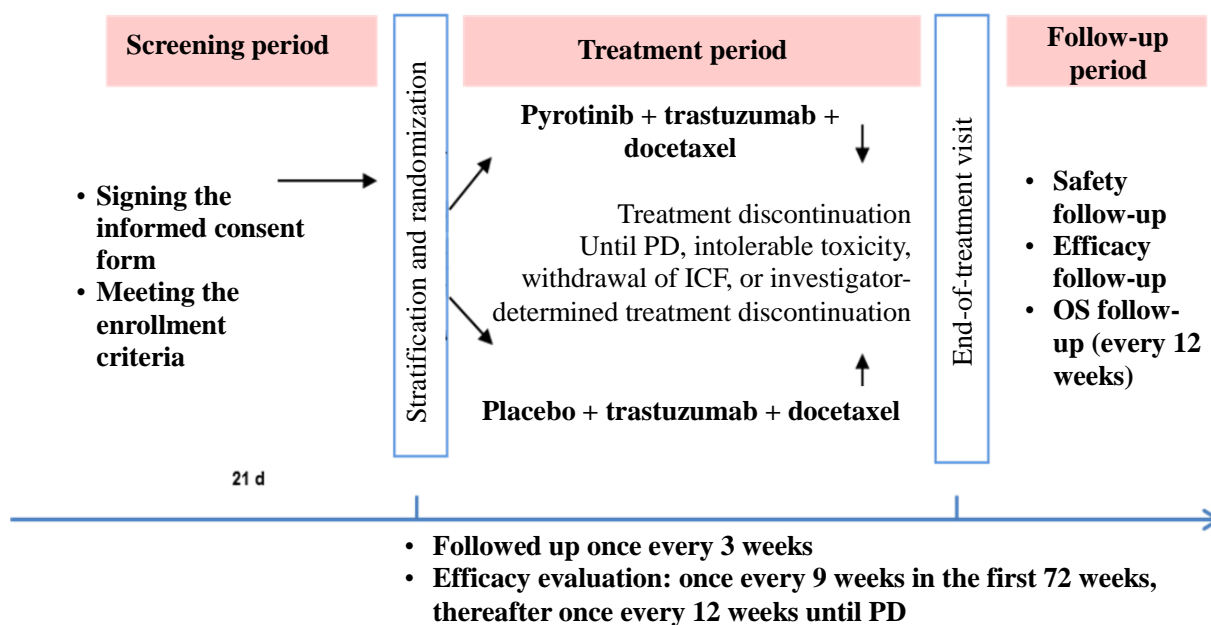 Screening period
Treatment period
Follow-up
period
• Signing the
informed consent
form
• Meeting the
enrollment
criteria
21 d
Stratification and randomization
Pyrotinib + trastuzumab +
docetaxel
Treatment discontinuation
Until PD, intolerable toxicity,
withdrawal of ICF, or investigator-
determined treatment discontinuation
Placebo + trastuzumab + docetaxel
End-of-treatment visit
• Safety
follow-up
• Efficacy
follow-up
• OS follow-
up (every 12
weeks)
• Followed up once every 3 weeks
• Efficacy evaluation: once every 9 weeks in the first 72 weeks,
thereafter once every 12 weeks until PD